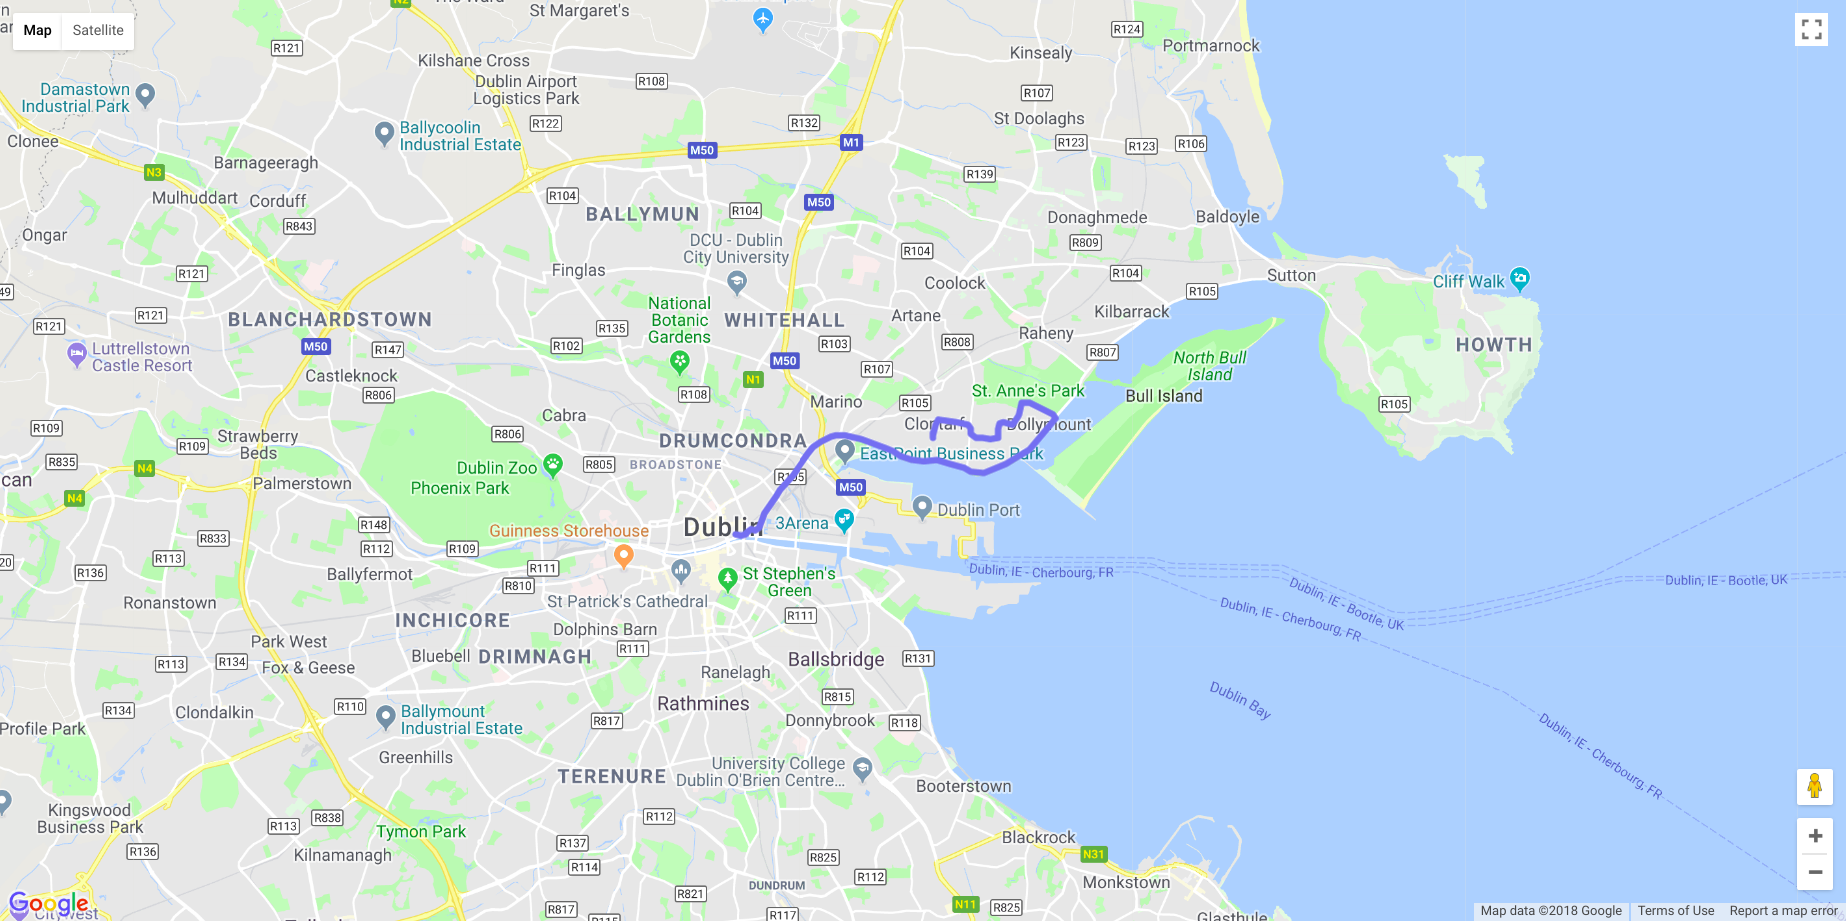 Map
Satellite
N2
The Ward
St Margaret's
R121
Kilshane Cross
R108
Dublin Airport
Logistics Park
Kinsealy
R124
Portmarnock
Damastown
Industrial Park
R107
Clonee
Ballycoolin
Industrial Estate
R122
R132
St Doolaghs
M50
M1
R123
R123
R106
Barnageeragh
N3
Mulhuddart
Corduff
R104
R139
M50
BALLYMUN
R104
Donaghmede
Baldoyle
R843
Ongar
DCU - Dublin
City University
R809
R104
Finglas
R121
Coolock
R104
R105
Sutton
Cliff Walk
49
National
Botanic
Gardens
Kilbarrack
R121
R121
BLANCHARDSTOWN
R135
WHITEHALL
Artane
Raheny
Luttrellstown
Castle Resort
M50
R147
R102
R103
R808
R807
North Bull
Island
HOWTH
M50
R107
Castleknock
N1
St. Anne's Park
Bull Island
R806
R108
Marino
R105
R105
Cabra
Clontarf
Dollymount
R109
Strawberry
Beds
R806
DRUMCONDRA
R835
N4
BROADSTONE
EastPoint Business Park
R805
Dublin Zoo
Phoenix Park
can
Palmerstown
N4
R105
M50
Dublin Port
R148
Guinness Storehouse
Dublin
3Arena
R833
R112
R109
R113
20
R111
R136
Ballyfermot
R810
St Stephen's
Green
Dublin, IE - Cherbourg, FR
Dublin, IE - Bootle, UK
Dublin, IE - Bootle, UK
Ronanstown
St Patrick's Cathedral
Dublin, IE - Cherbourg, FR
INCHICORE
R111
Dolphins Barn
Park West
R111
R113
R134
Fox & Geese
Bluebell
DRIMNAGH
Ballsbridge
R131
Ranelagh
R815
Dublin Bay
Rathmines
R134
Clondalkin
R110
Ballymount
Industrial Estate
R817
Donnybrook
R118
Dublin, IE - Cherbourg, FR
Profile Park
Greenhills
TERENURE
University College
Dublin O'Brien Centre...
Booterstown
Kingswood
Business Park
R113
R838
Tymon Park
R112
R136
Kilnamanagh
R137
R114
R825
Blackrock
N31
R821
DUNDRUM
R112
Monkstown
Google
Citywest
R817
R115
R117
N11
R825
Glasthule
Map data ©2018 Google
Terms of Use
Report a map error